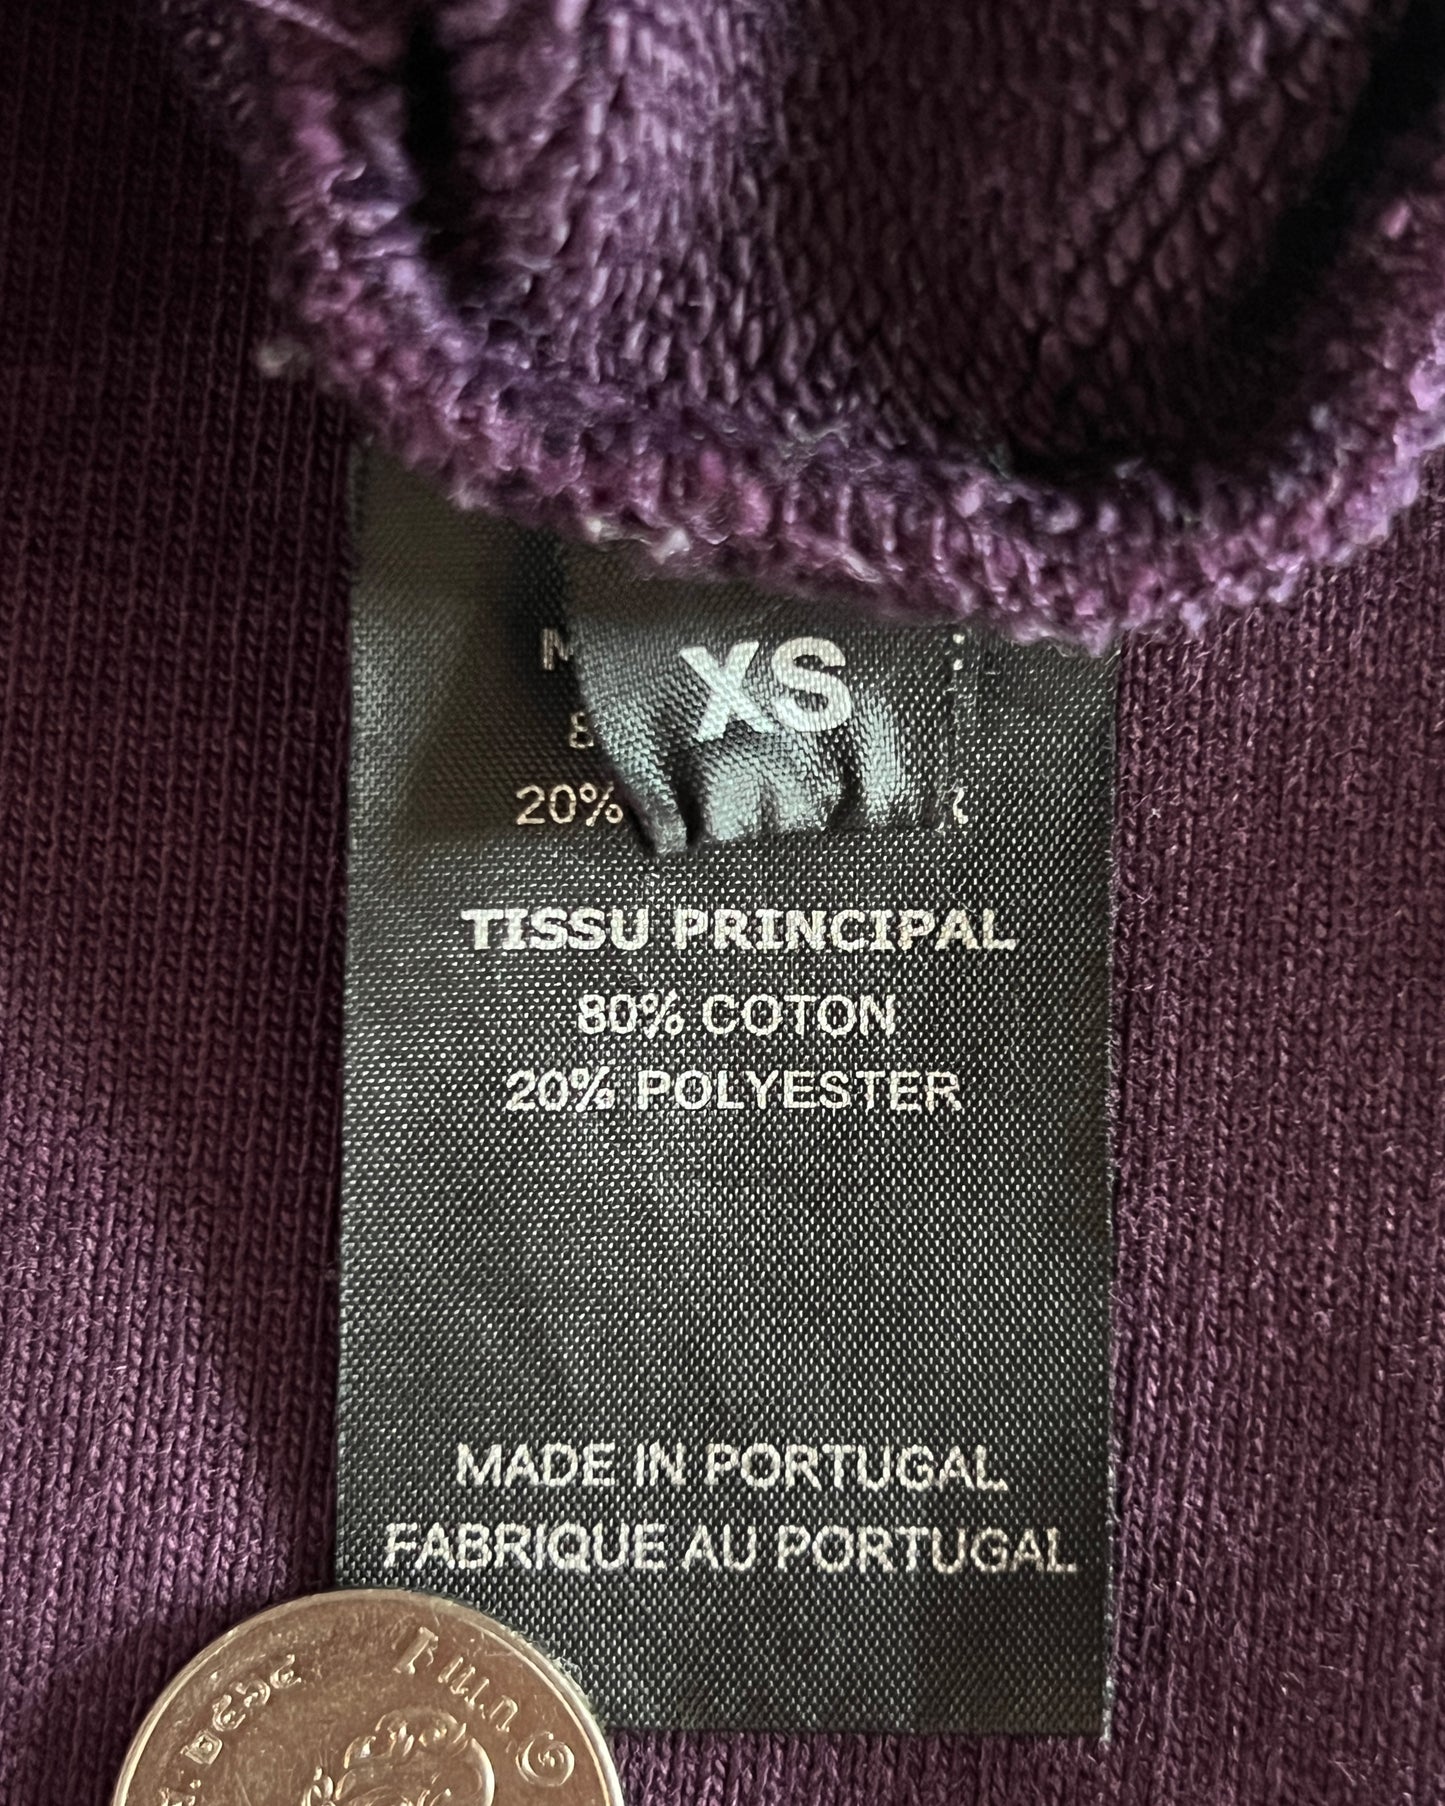 XS
20%
TISSU PRINCIPAL
80% COTON
20% POLYESTER
MADE IN PORTUGAL
FABRIQUE AU PORTUGAL